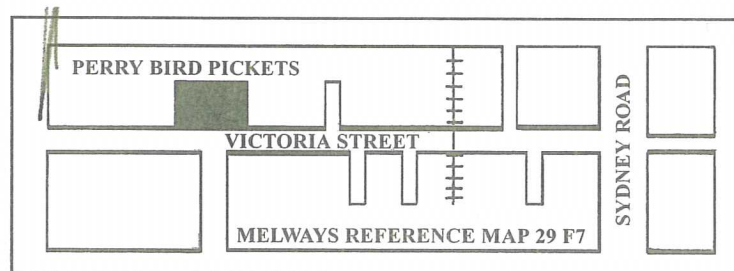 PERRY BIRD PICKETS
VICTORIA STREET
SYDNEY ROAD
MELWAYS REFERENCE MAP 29 F7